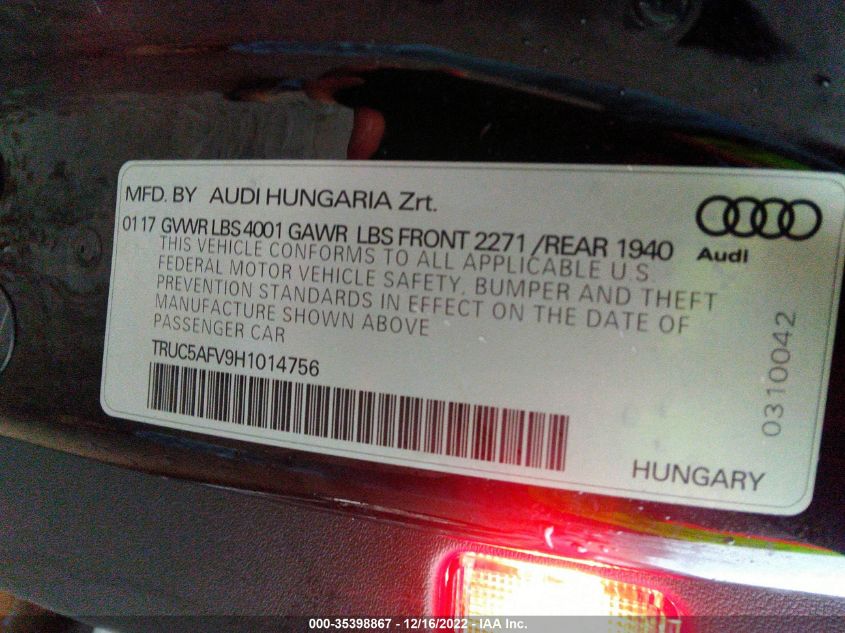 MFD. BY AUDI HUNGARIA Zrt.
0117 GVWR LBS 4001 GAWR LBS FRONT 2271 /REAR 1940
THIS VEHICLE CONFORMS TO ALL APPLICABLE U.S.
FEDERAL MOTOR VEHICLE SAFETY, BUMPER AND THEFT
PREVENTION STANDARDS IN EFFECT ON THE DATE OF
MANUFACTURE SHOWN ABOVE
PASSENGER CAR
TRUC5AFV9H1014756
Audi
0310042
HUNGARY
000-35398867 - 12/16/2022 - IAA Inc.